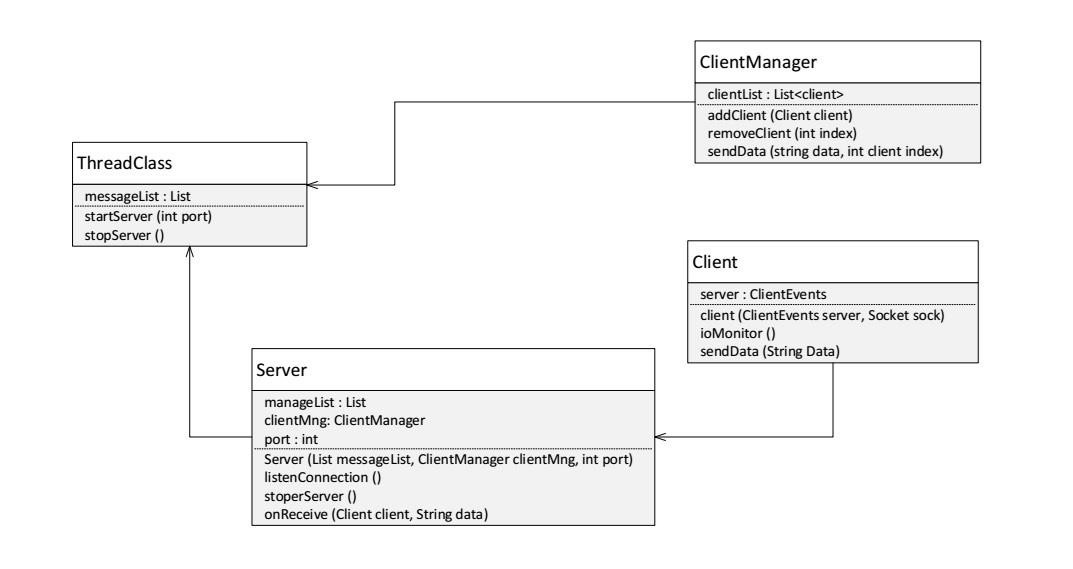 ClientManager
clientList : List<client>
addClient (Client client)
removeClient (int index)
sendData (string data, int client index)
ThreadClass
messageList : List
startServer (int port)
stopServer ()
Client
server : ClientEvents
client (ClientEvents server, Socket sock)
ioMonitor ()
sendData (String Data)
Server
manageList : List
clientMng: ClientManager
port : int
Server (List messageList, ClientManager clientMng, int port)
listenConnection ()
stoperServer ()
onReceive (Client client, String data)